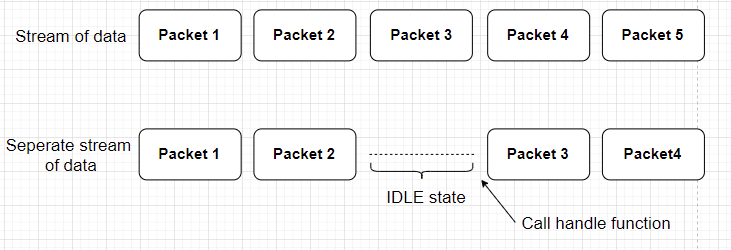 Stream of data
Packet 1
Packet 2
Packet 3
Packet 4
Packet 5
Seperate stream
of data
Packet 1
Packet 2
Packet 3
Packet4
IDLE state
Call handle function